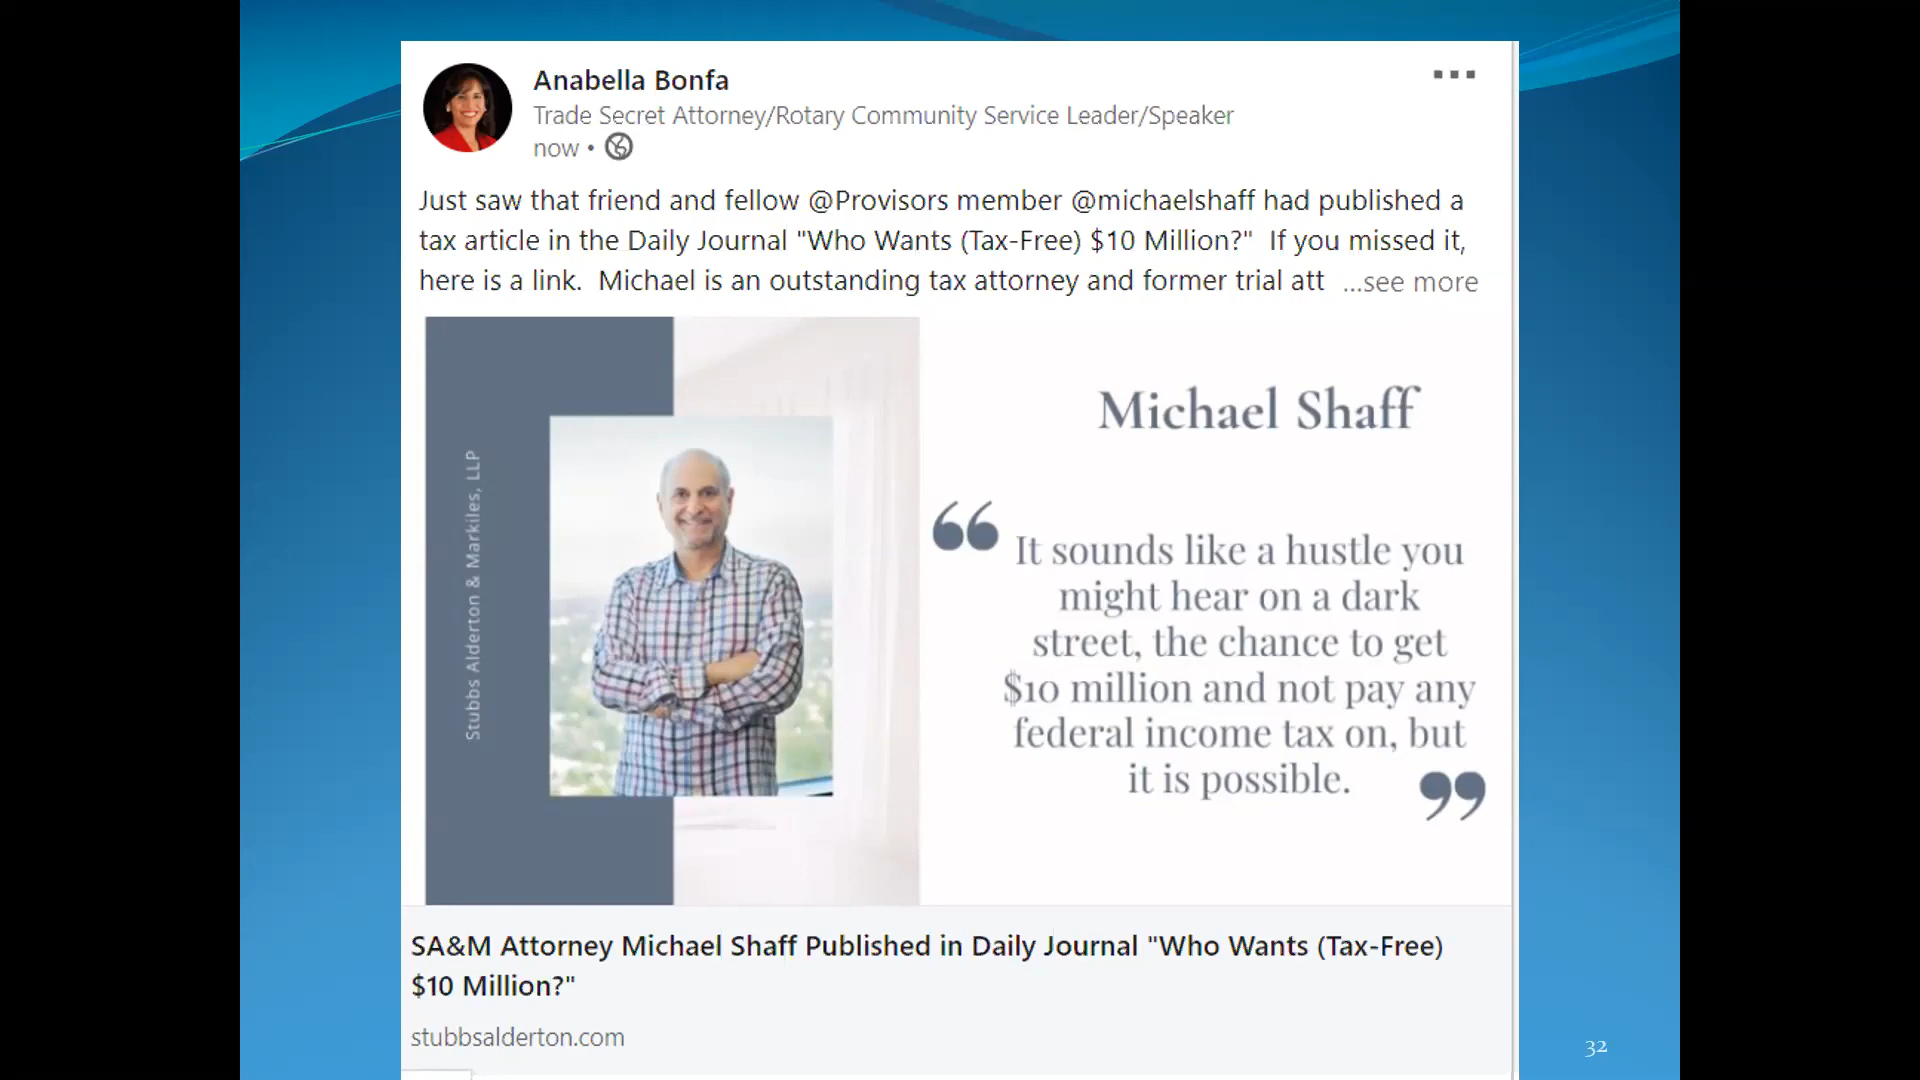 Anabella Bonfa
Trade Secret Attorney/Rotary Community Service Leader/Speaker
now •
Just saw that friend and fellow @Provisors member @michaelshaff had published a
tax article in the Daily Journal "Who Wants (Tax-Free) $10 Million?"  If you missed it,
here is a link.  Michael is an outstanding tax attorney and former trial att ...see more
Stubbs Alderton & Markiles, LLP
Michael Shaff
“ It sounds like a hustle you
might hear on a dark
street, the chance to get
$10 million and not pay any
federal income tax on, but
it is possible. ”
SA&M Attorney Michael Shaff Published in Daily Journal "Who Wants (Tax-Free)
$10 Million?"
stubbsalderton.com
32